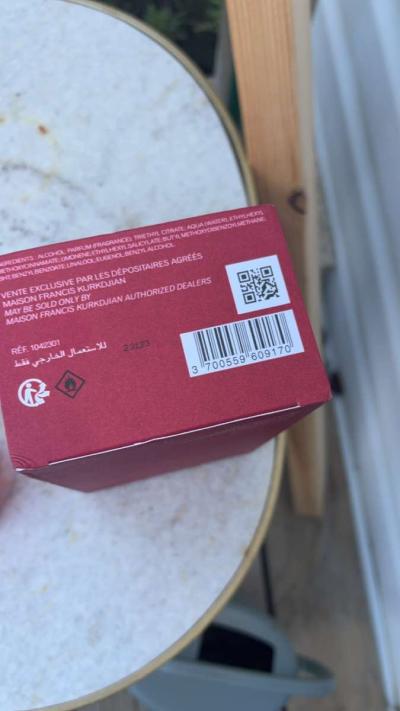 INGREDIENTS : ALCOHOL, PARFUM (FRAGRANCE), TRIETHYL CITRATE, AQUA (WATER), ETHYLHEXYL
METHOXYCINNAMATE, LIMONENE, ETHYLHEXYL SALICYLATE, BUTYL METHOXYDIBENZOYLMETHANE,
BENZYL BENZOATE, LINALOOL, EUGENOL, BENZYL ALCOHOL.
VENTE EXCLUSIVE PAR LES DÉPOSITAIRES AGRÉÉS
MAISON FRANCIS KURKDJIAN
MAY BE SOLD ONLY BY
MAISON FRANCIS KURKDJIAN AUTHORIZED DEALERS
RÉF. 1042301
للاستعمال الخارجي فقط
3 700559 609170